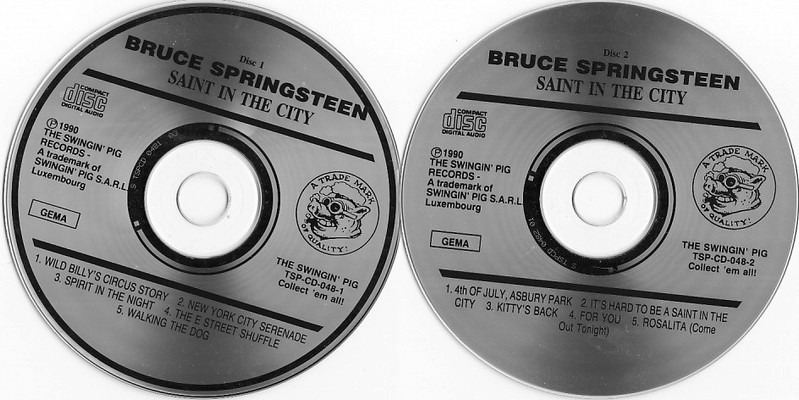 Disc 1
BRUCE SPRINGSTEEN
SAINT IN THE CITY
COMPACT
disc
DIGITAL AUDIO
Ⓟ 1990
THE SWINGIN' PIG
RECORDS -
A trademark of
SWINGIN' PIG S.A.R.L
Luxembourg
GEMA
S TSPCD 0481
A TRADE MARK
OF QUALITY!
THE SWINGIN' PIG
TSP-CD-048-1
Collect 'em all!
1. WILD BILLY'S CIRCUS STORY 2. NEW YORK CITY SERENADE
3. SPIRIT IN THE NIGHT 4. THE E STREET SHUFFLE
5. WALKING THE DOG
Disc 2
BRUCE SPRINGSTEEN
SAINT IN THE CITY
COMPACT
disc
DIGITAL AUDIO
Ⓟ 1990
THE SWINGIN' PIG
RECORDS -
A trademark of
SWINGIN' PIG S.A.R.L
Luxembourg
GEMA
S TSPCD 0482 01
A TRADE MARK
OF QUALITY!
THE SWINGIN' PIG
TSP-CD-048-2
Collect 'em all!
1. 4th OF JULY, ASBURY PARK 2. IT'S HARD TO BE A SAINT IN THE
CITY 3. KITTY'S BACK 4. FOR YOU 5. ROSALITA (Come
Out Tonight)